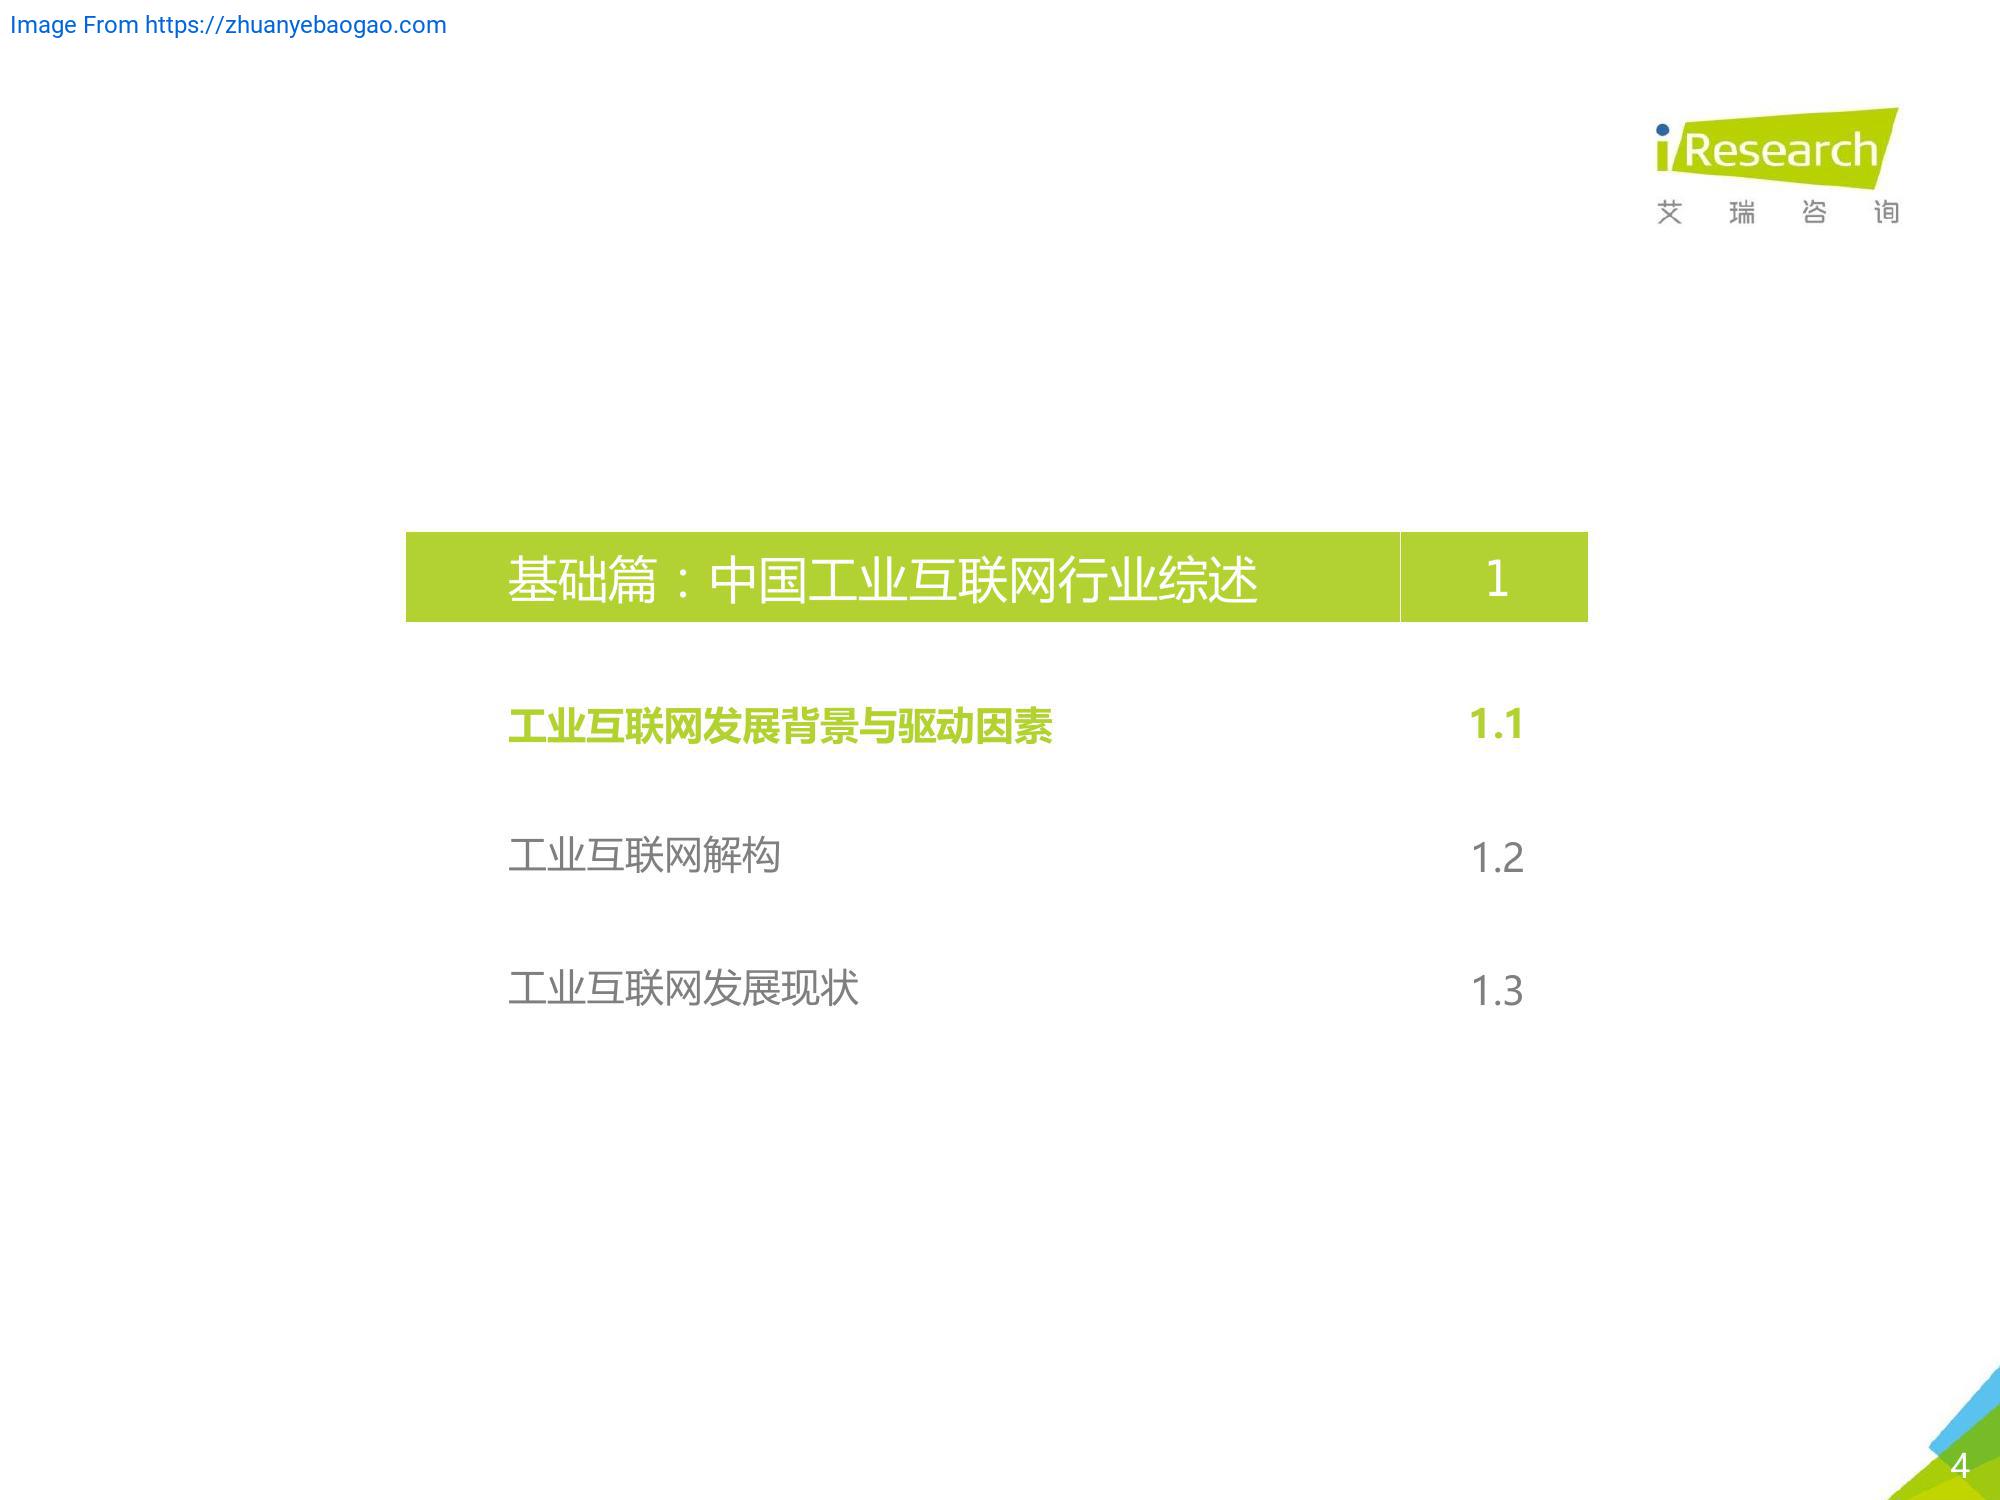 Image From https://zhuanyebaogao.com
iResearch
艾 瑞 咨 询
基础篇：中国工业互联网行业综述 1
工业互联网发展背景与驱动因素 1.1
工业互联网解构 1.2
工业互联网发展现状 1.3
4